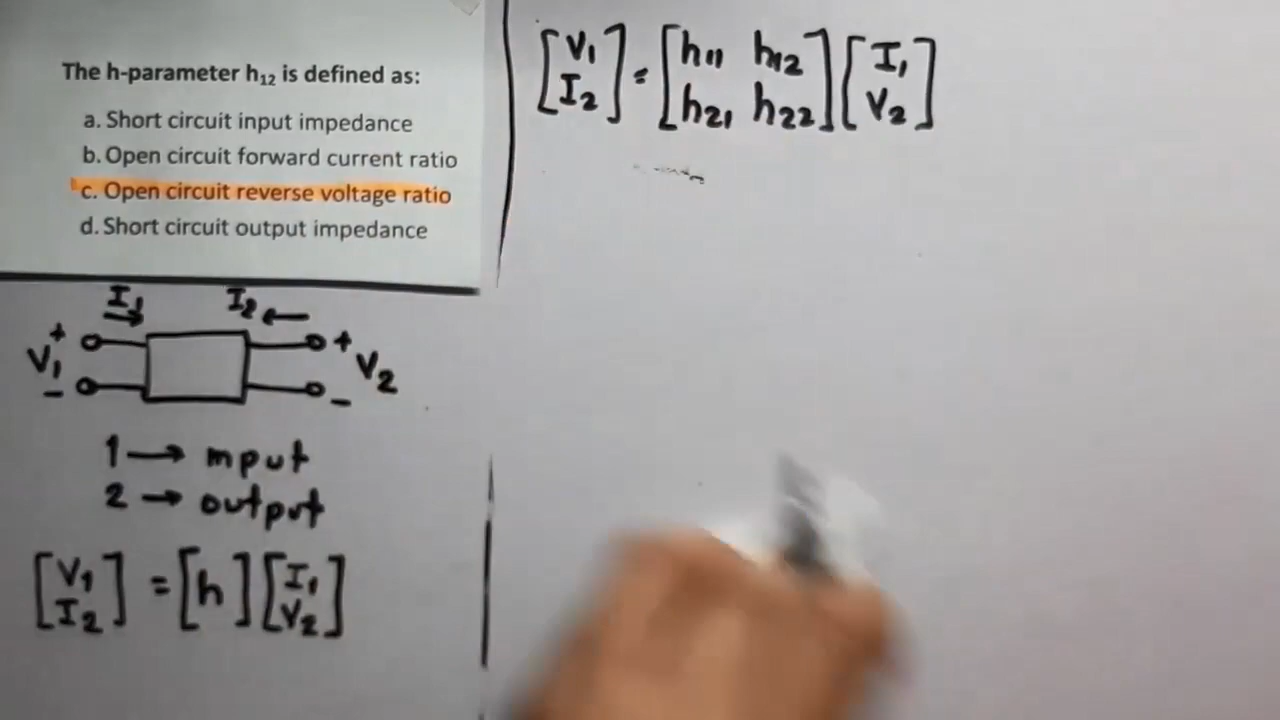 The h-parameter h₁₂ is defined as:
a. Short circuit input impedance
b. Open circuit forward current ratio
c. Open circuit reverse voltage ratio
d. Short circuit output impedance
I₁ I₂
+ +
V₁ V₂
- -
1 → input
2 → output
[V₁ I₂] = [h] [I₁ V₂]
[V₁ I₂] = [h₁₁ h₁₂ h₂₁ h₂₂] [I₁ V₂]